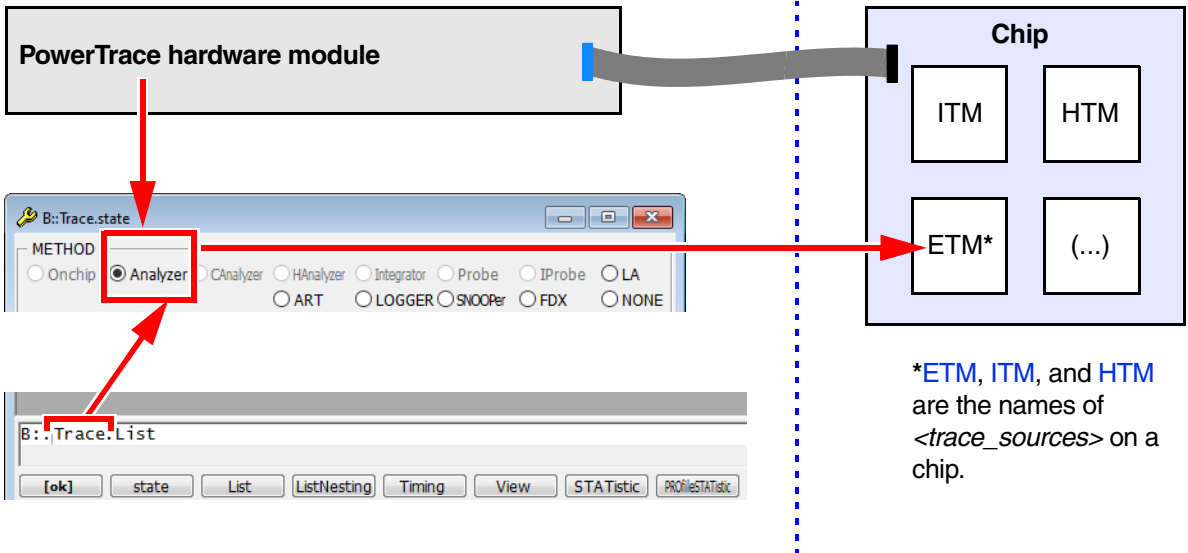 PowerTrace hardware module
Chip
ITM
HTM
ETM*
(...)
B::Trace.state
METHOD
Onchip Analyzer CAnalyzer HAnalyzer Integrator Probe IProbe LA
ART LOGGER SNOOPer FDX NONE
B::.Trace.List
[ok] state List ListNesting Timing View STATistic PROfileSTATistic
*ETM, ITM, and HTM
are the names of
<trace_sources> on a
chip.